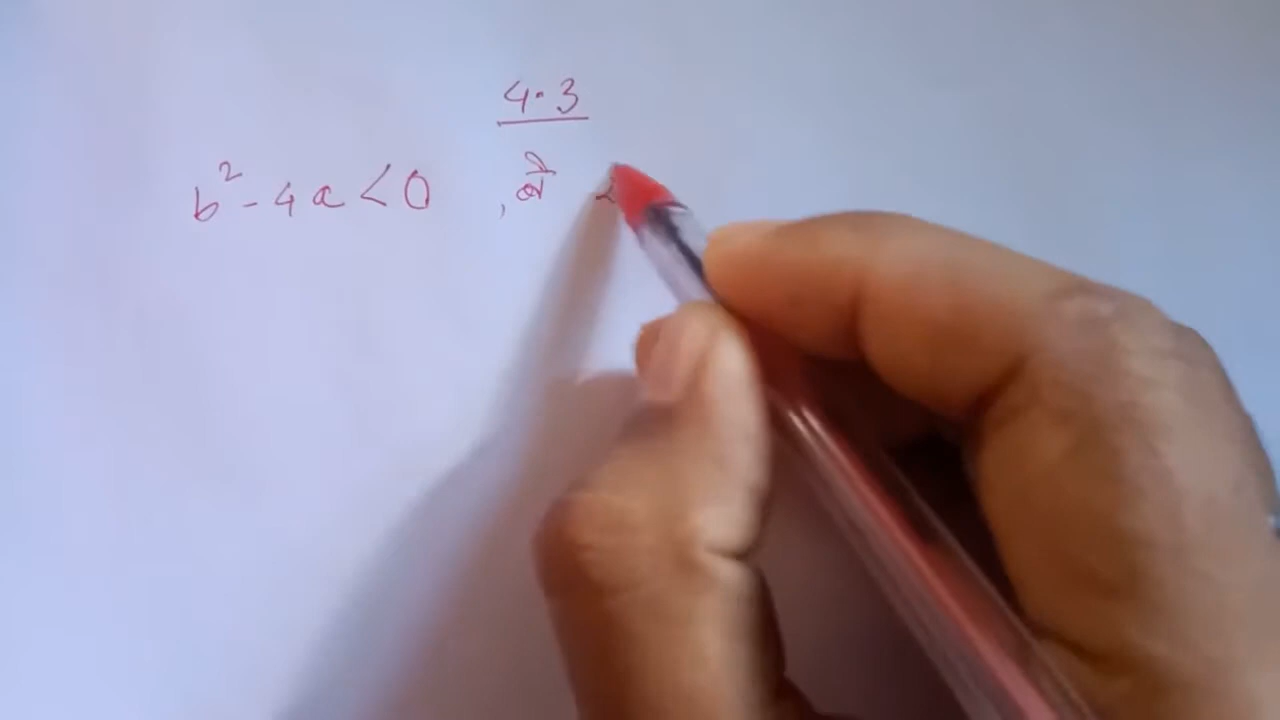 4.3
b² - 4a < 0 ,